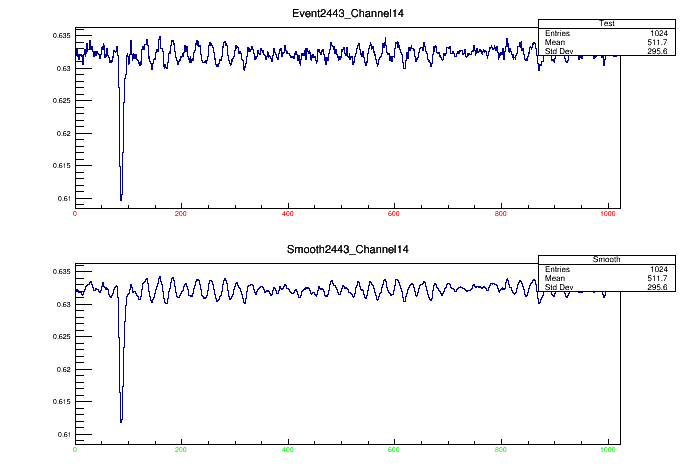 Event2443_Channel14
Test
Entries 1024
Mean 511.7
Std Dev 295.6
0.635
0.63
0.625
0.62
0.615
0.61
0 200 400 600 800 1000
Smooth2443_Channel14
Smooth
Entries 1024
Mean 511.7
Std Dev 295.6
0.635
0.63
0.625
0.62
0.615
0.61
0 200 400 600 800 1000